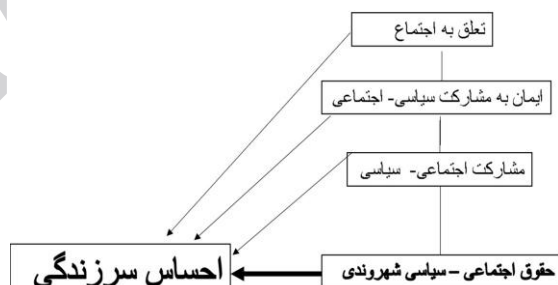 تعلق به اجتماع
ایمان به مشارکت سیاسی- اجتماعی
مشارکت اجتماعی- سیاسی
حقوق اجتماعی – سیاسی شهروندی
احساس سرزندگی